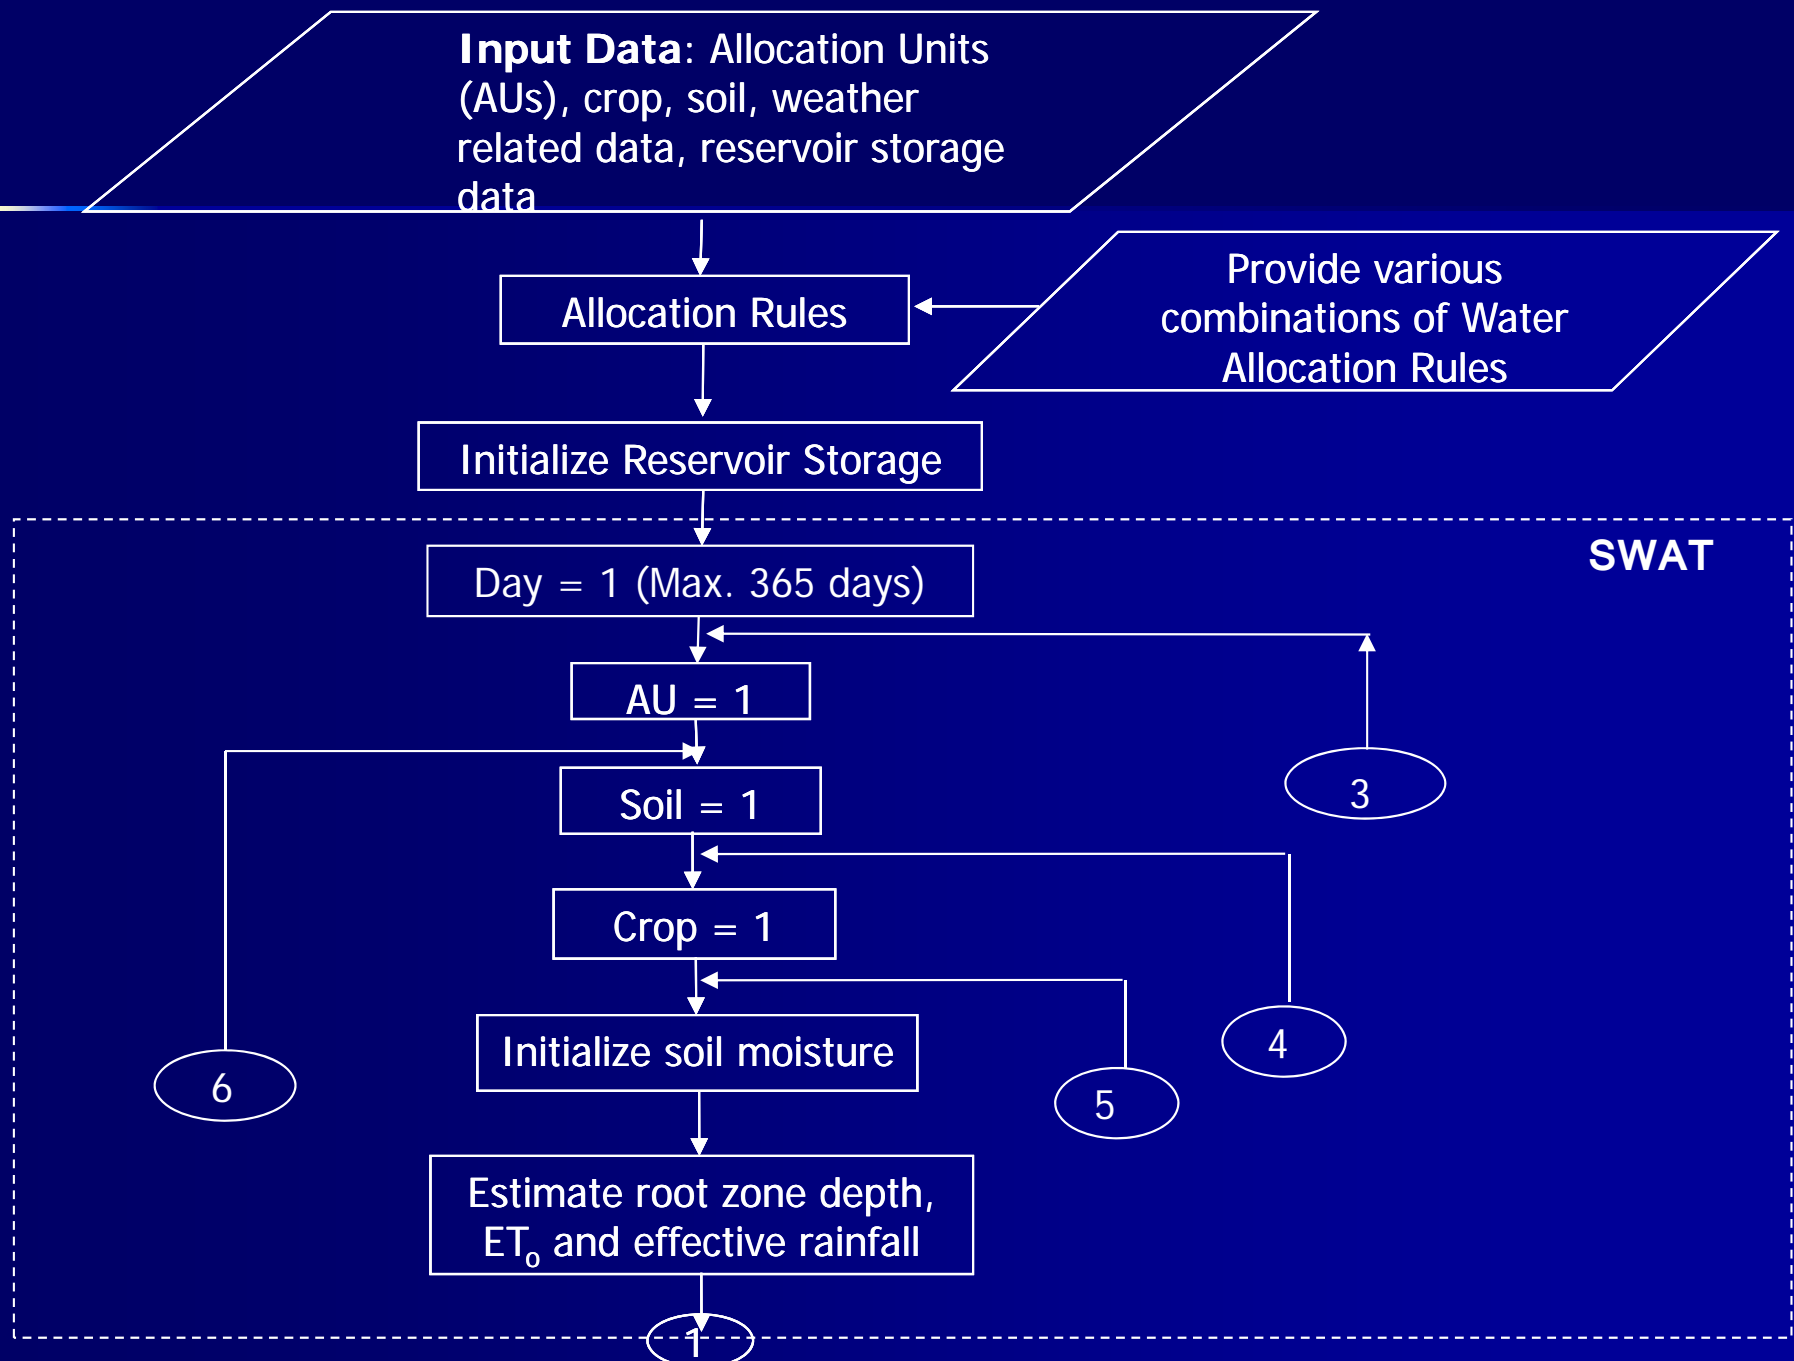 Input Data: Allocation Units
(AUs), crop, soil, weather
related data, reservoir storage
data
Provide various
combinations of Water
Allocation Rules
Allocation Rules
Initialize Reservoir Storage
SWAT
Day = 1 (Max. 365 days)
AU = 1
3
Soil = 1
Crop = 1
4
Initialize soil moisture
6
5
Estimate root zone depth,
ETo and effective rainfall
1